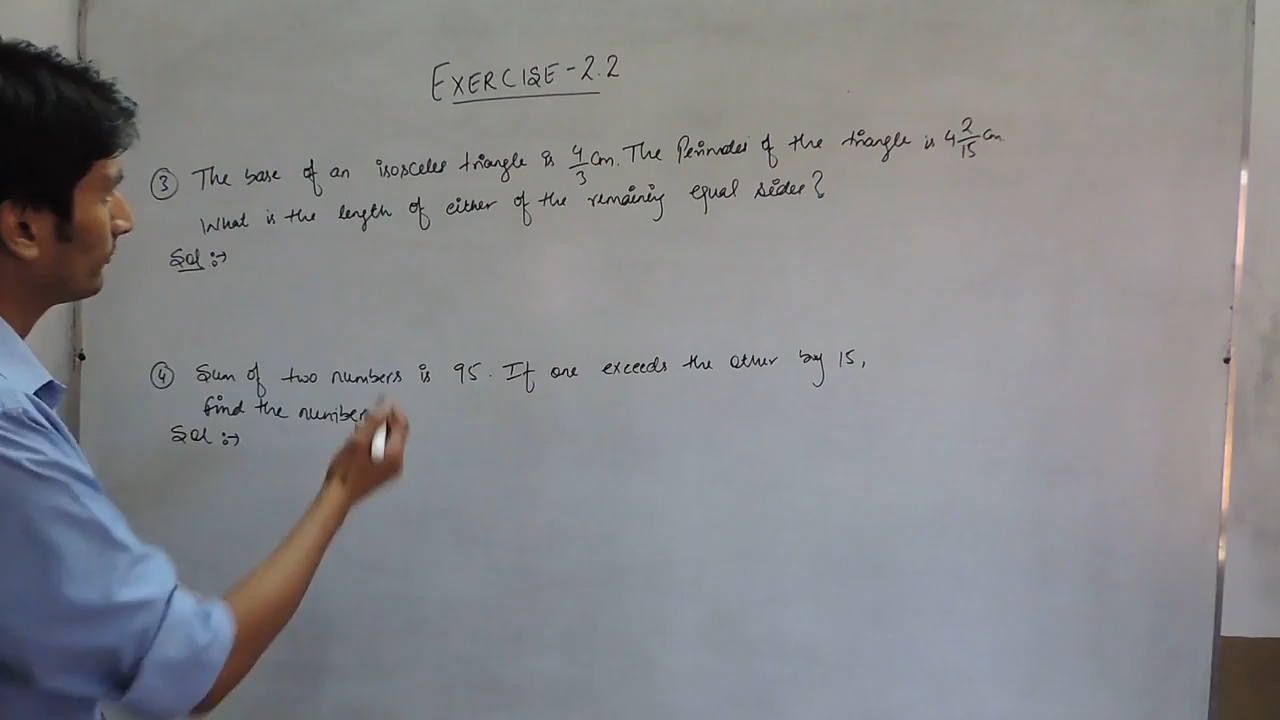 EXERCISE-2.2
③ The base of an isosceles triangle is 4/3 cm. The Perimeter of the triangle is 4 2/15 cm
What is the length of either of the remaining equal sides?
Sol :→
④ Sum of two numbers is 95. If one exceeds the other by 15,
find the number
Sol :→